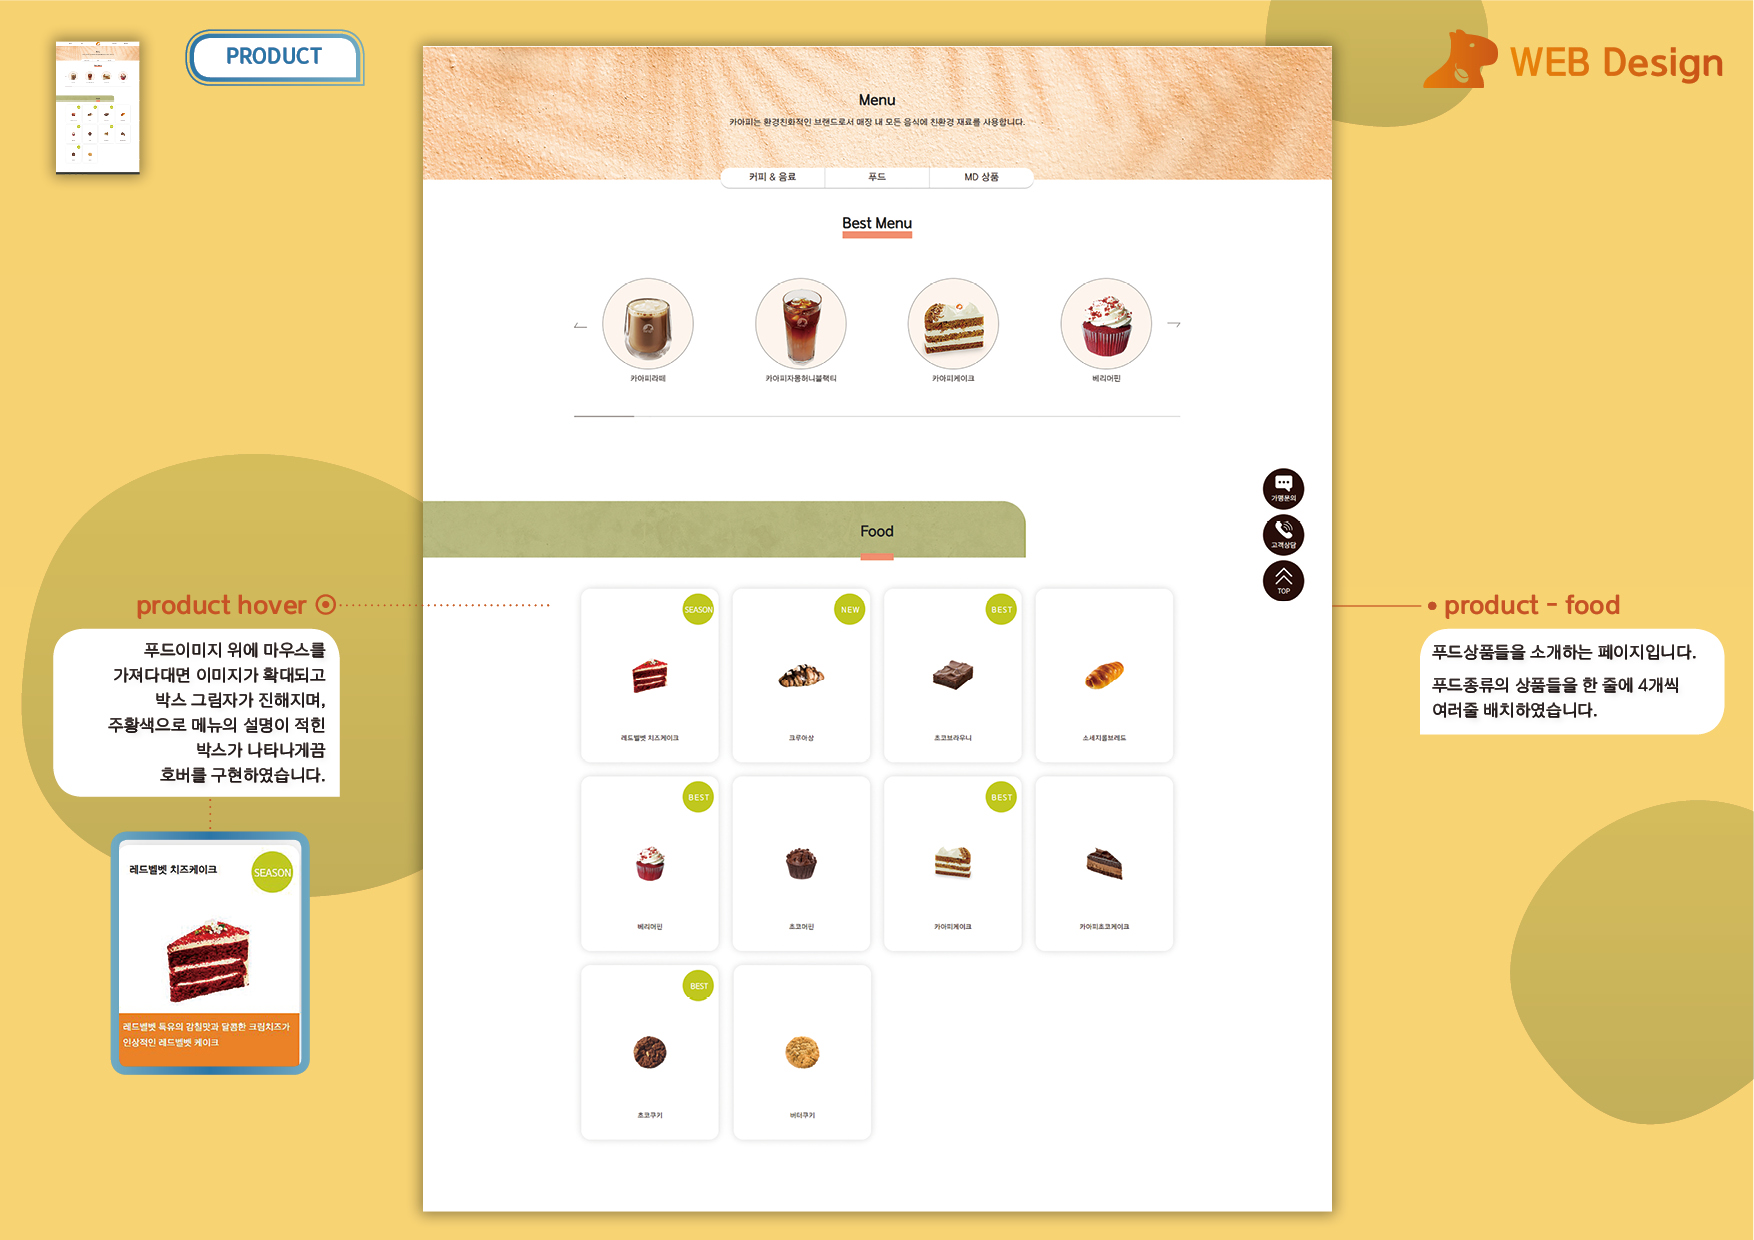 PRODUCT
WEB Design
Menu
카아피는 환경친화적인 브랜드로서 매장 내 모든 음식에 친환경 재료를 사용합니다.
커피 & 음료
푸드
MD 상품
Best Menu
카아피라떼
카아피자몽허니블랙티
카아피케이크
베리머핀
가맹문의
고객상담
TOP
Food
product hover
푸드이미지 위에 마우스를
가져다대면 이미지가 확대되고
박스 그림자가 진해지며,
주황색으로 메뉴의 설명이 적힌
박스가 나타나게끔
호버를 구현하였습니다.
레드벨벳 치즈케이크
SEASON
레드벨벳 특유의 감칠맛과 달콤한 크림치즈가
인상적인 레드벨벳 케이크
product - food
푸드상품들을 소개하는 페이지입니다.
푸드종류의 상품들을 한 줄에 4개씩
여러줄 배치하였습니다.
SEASON
NEW
BEST
레드벨벳 치즈케이크
크루아상
초코브라우니
소세지롤브레드
BEST
BEST
베리머핀
초코머핀
카아피케이크
카아피초코케이크
BEST
초코쿠키
버터쿠키